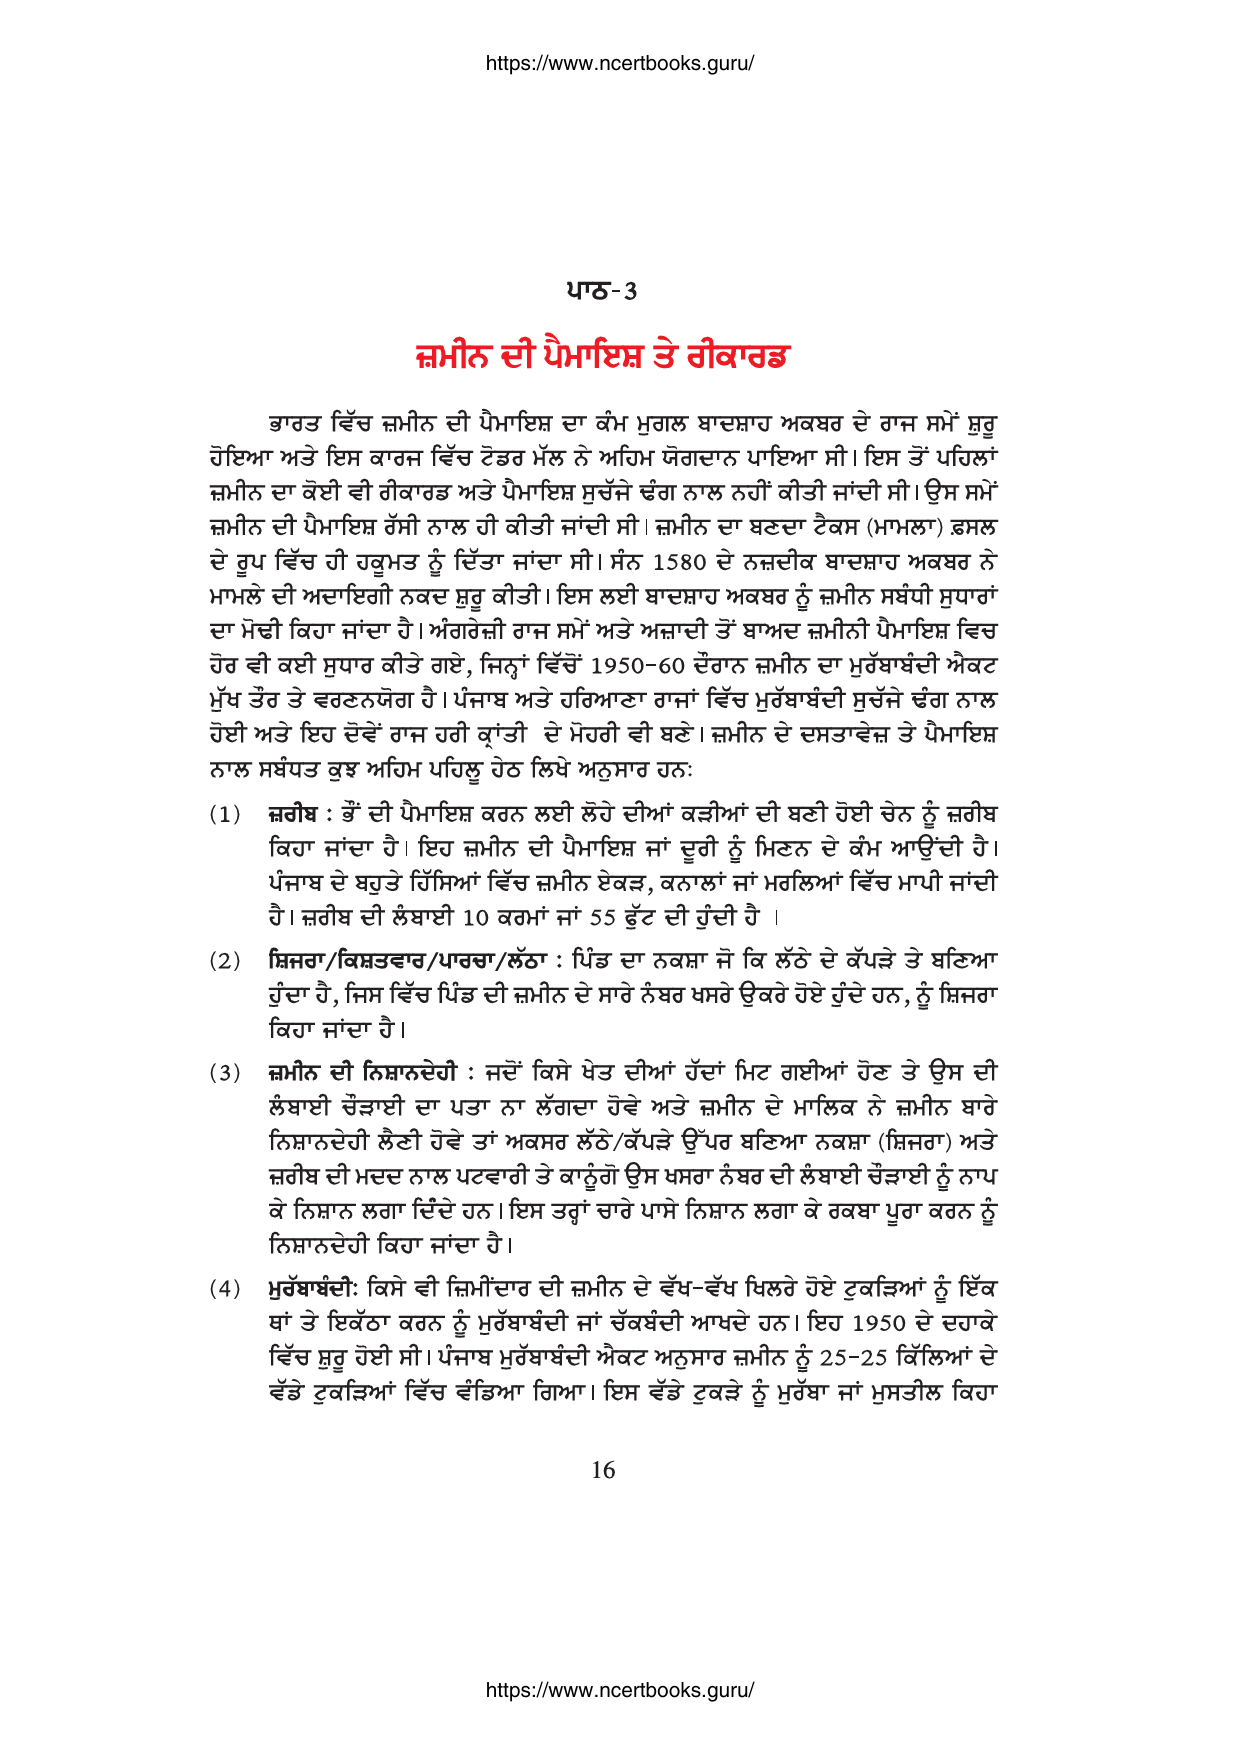 https://www.ncertbooks.guru/
ਪਾਠ-3
ਜ਼ਮੀਨ ਦੀ ਪੈਮਾਇਸ਼ ਤੇ ਰੀਕਾਰਡ
ਭਾਰਤ ਵਿੱਚ ਜ਼ਮੀਨ ਦੀ ਪੈਮਾਇਸ਼ ਦਾ ਕੰਮ ਮੁਗਲ ਬਾਦਸ਼ਾਹ ਅਕਬਰ ਦੇ ਰਾਜ ਸਮੇਂ ਸ਼ੁਰੂ
ਹੋਇਆ ਅਤੇ ਇਸ ਕਾਰਜ ਵਿੱਚ ਟੋਡਰ ਮੱਲ ਨੇ ਅਹਿਮ ਯੋਗਦਾਨ ਪਾਇਆ ਸੀ। ਇਸ ਤੋਂ ਪਹਿਲਾਂ
ਜ਼ਮੀਨ ਦਾ ਕੋਈ ਵੀ ਰੀਕਾਰਡ ਅਤੇ ਪੈਮਾਇਸ਼ ਸੁਚੱਜੇ ਢੰਗ ਨਾਲ ਨਹੀਂ ਕੀਤੀ ਜਾਂਦੀ ਸੀ। ਉਸ ਸਮੇਂ
ਜ਼ਮੀਨ ਦੀ ਪੈਮਾਇਸ਼ ਰੱਸੀ ਨਾਲ ਹੀ ਕੀਤੀ ਜਾਂਦੀ ਸੀ। ਜ਼ਮੀਨ ਦਾ ਬਣਦਾ ਟੈਕਸ (ਮਾਮਲਾ) ਫ਼ਸਲ
ਦੇ ਰੂਪ ਵਿੱਚ ਹੀ ਹਕੂਮਤ ਨੂੰ ਦਿੱਤਾ ਜਾਂਦਾ ਸੀ। ਸੰਨ 1580 ਦੇ ਨਜ਼ਦੀਕ ਬਾਦਸ਼ਾਹ ਅਕਬਰ ਨੇ
ਮਾਮਲੇ ਦੀ ਅਦਾਇਗੀ ਨਕਦ ਸ਼ੁਰੂ ਕੀਤੀ। ਇਸ ਲਈ ਬਾਦਸ਼ਾਹ ਅਕਬਰ ਨੂੰ ਜ਼ਮੀਨ ਸਬੰਧੀ ਸੁਧਾਰਾਂ
ਦਾ ਮੋਢੀ ਕਿਹਾ ਜਾਂਦਾ ਹੈ। ਅੰਗਰੇਜ਼ੀ ਰਾਜ ਸਮੇਂ ਅਤੇ ਅਜ਼ਾਦੀ ਤੋਂ ਬਾਅਦ ਜ਼ਮੀਨੀ ਪੈਮਾਇਸ਼ ਵਿਚ
ਹੋਰ ਵੀ ਕਈ ਸੁਧਾਰ ਕੀਤੇ ਗਏ, ਜਿਨ੍ਹਾਂ ਵਿੱਚੋਂ 1950-60 ਦੌਰਾਨ ਜ਼ਮੀਨ ਦਾ ਮੁਰੱਬਾਬੰਦੀ ਐਕਟ
ਮੁੱਖ ਤੌਰ ਤੇ ਵਰਣਨਯੋਗ ਹੈ। ਪੰਜਾਬ ਅਤੇ ਹਰਿਆਣਾ ਰਾਜਾਂ ਵਿੱਚ ਮੁਰੱਬਾਬੰਦੀ ਸੁਚੱਜੇ ਢੰਗ ਨਾਲ
ਹੋਈ ਅਤੇ ਇਹ ਦੋਵੇਂ ਰਾਜ ਹਰੀ ਕ੍ਰਾਂਤੀ ਦੇ ਮੋਹਰੀ ਵੀ ਬਣੇ। ਜ਼ਮੀਨ ਦੇ ਦਸਤਾਵੇਜ਼ ਤੇ ਪੈਮਾਇਸ਼
ਨਾਲ ਸਬੰਧਤ ਕੁਝ ਅਹਿਮ ਪਹਿਲੂ ਹੇਠ ਲਿਖੇ ਅਨੁਸਾਰ ਹਨ:
(1) ਜ਼ਰੀਬ : ਭੌਂ ਦੀ ਪੈਮਾਇਸ਼ ਕਰਨ ਲਈ ਲੋਹੇ ਦੀਆਂ ਕੜੀਆਂ ਦੀ ਬਣੀ ਹੋਈ ਚੇਨ ਨੂੰ ਜ਼ਰੀਬ
ਕਿਹਾ ਜਾਂਦਾ ਹੈ। ਇਹ ਜ਼ਮੀਨ ਦੀ ਪੈਮਾਇਸ਼ ਜਾਂ ਦੂਰੀ ਨੂੰ ਮਿਣਨ ਦੇ ਕੰਮ ਆਉਂਦੀ ਹੈ।
ਪੰਜਾਬ ਦੇ ਬਹੁਤੇ ਹਿੱਸਿਆਂ ਵਿੱਚ ਜ਼ਮੀਨ ਏਕੜ, ਕਨਾਲਾਂ ਜਾਂ ਮਰਲਿਆਂ ਵਿੱਚ ਮਾਪੀ ਜਾਂਦੀ
ਹੈ। ਜ਼ਰੀਬ ਦੀ ਲੰਬਾਈ 10 ਕਰਮਾਂ ਜਾਂ 55 ਫੁੱਟ ਦੀ ਹੁੰਦੀ ਹੈ ।
(2) ਸ਼ਿਜਰਾ/ਕਿਸ਼ਤਵਾਰ/ਪਾਰਚਾ/ਲੱਠਾ : ਪਿੰਡ ਦਾ ਨਕਸ਼ਾ ਜੋ ਕਿ ਲੱਠੇ ਦੇ ਕੱਪੜੇ ਤੇ ਬਣਿਆ
ਹੁੰਦਾ ਹੈ, ਜਿਸ ਵਿੱਚ ਪਿੰਡ ਦੀ ਜ਼ਮੀਨ ਦੇ ਸਾਰੇ ਨੰਬਰ ਖਸਰੇ ਉਕਰੇ ਹੋਏ ਹੁੰਦੇ ਹਨ, ਨੂੰ ਸ਼ਿਜਰਾ
ਕਿਹਾ ਜਾਂਦਾ ਹੈ।
(3) ਜ਼ਮੀਨ ਦੀ ਨਿਸ਼ਾਨਦੇਹੀ : ਜਦੋਂ ਕਿਸੇ ਖੇਤ ਦੀਆਂ ਹੱਦਾਂ ਮਿਟ ਗਈਆਂ ਹੋਣ ਤੇ ਉਸ ਦੀ
ਲੰਬਾਈ ਚੌੜਾਈ ਦਾ ਪਤਾ ਨਾ ਲੱਗਦਾ ਹੋਵੇ ਅਤੇ ਜ਼ਮੀਨ ਦੇ ਮਾਲਿਕ ਨੇ ਜ਼ਮੀਨ ਬਾਰੇ
ਨਿਸ਼ਾਨਦੇਹੀ ਲੈਣੀ ਹੋਵੇ ਤਾਂ ਅਕਸਰ ਲੱਠੇ/ਕੱਪੜੇ ਉੱਪਰ ਬਣਿਆ ਨਕਸ਼ਾ (ਸ਼ਿਜਰਾ) ਅਤੇ
ਜ਼ਰੀਬ ਦੀ ਮਦਦ ਨਾਲ ਪਟਵਾਰੀ ਤੇ ਕਾਨੂੰਗੋ ਉਸ ਖਸਰਾ ਨੰਬਰ ਦੀ ਲੰਬਾਈ ਚੌੜਾਈ ਨੂੰ ਨਾਪ
ਕੇ ਨਿਸ਼ਾਨ ਲਗਾ ਦਿੰਦੇ ਹਨ। ਇਸ ਤਰ੍ਹਾਂ ਚਾਰੇ ਪਾਸੇ ਨਿਸ਼ਾਨ ਲਗਾ ਕੇ ਰਕਬਾ ਪੂਰਾ ਕਰਨ ਨੂੰ
ਨਿਸ਼ਾਨਦੇਹੀ ਕਿਹਾ ਜਾਂਦਾ ਹੈ।
(4) ਮੁਰੱਬਾਬੰਦੀ: ਕਿਸੇ ਵੀ ਜ਼ਿਮੀਂਦਾਰ ਦੀ ਜ਼ਮੀਨ ਦੇ ਵੱਖ-ਵੱਖ ਖਿਲਰੇ ਹੋਏ ਟੁਕੜਿਆਂ ਨੂੰ ਇੱਕ
ਥਾਂ ਤੇ ਇਕੱਠਾ ਕਰਨ ਨੂੰ ਮੁਰੱਬਾਬੰਦੀ ਜਾਂ ਚੱਕਬੰਦੀ ਆਖਦੇ ਹਨ। ਇਹ 1950 ਦੇ ਦਹਾਕੇ
ਵਿੱਚ ਸ਼ੁਰੂ ਹੋਈ ਸੀ। ਪੰਜਾਬ ਮੁਰੱਬਾਬੰਦੀ ਐਕਟ ਅਨੁਸਾਰ ਜ਼ਮੀਨ ਨੂੰ 25-25 ਕਿੱਲਿਆਂ ਦੇ
ਵੱਡੇ ਟੁਕੜਿਆਂ ਵਿੱਚ ਵੰਡਿਆ ਗਿਆ। ਇਸ ਵੱਡੇ ਟੁਕੜੇ ਨੂੰ ਮੁਰੱਬਾ ਜਾਂ ਮੁਸਤੀਲ ਕਿਹਾ
16
https://www.ncertbooks.guru/